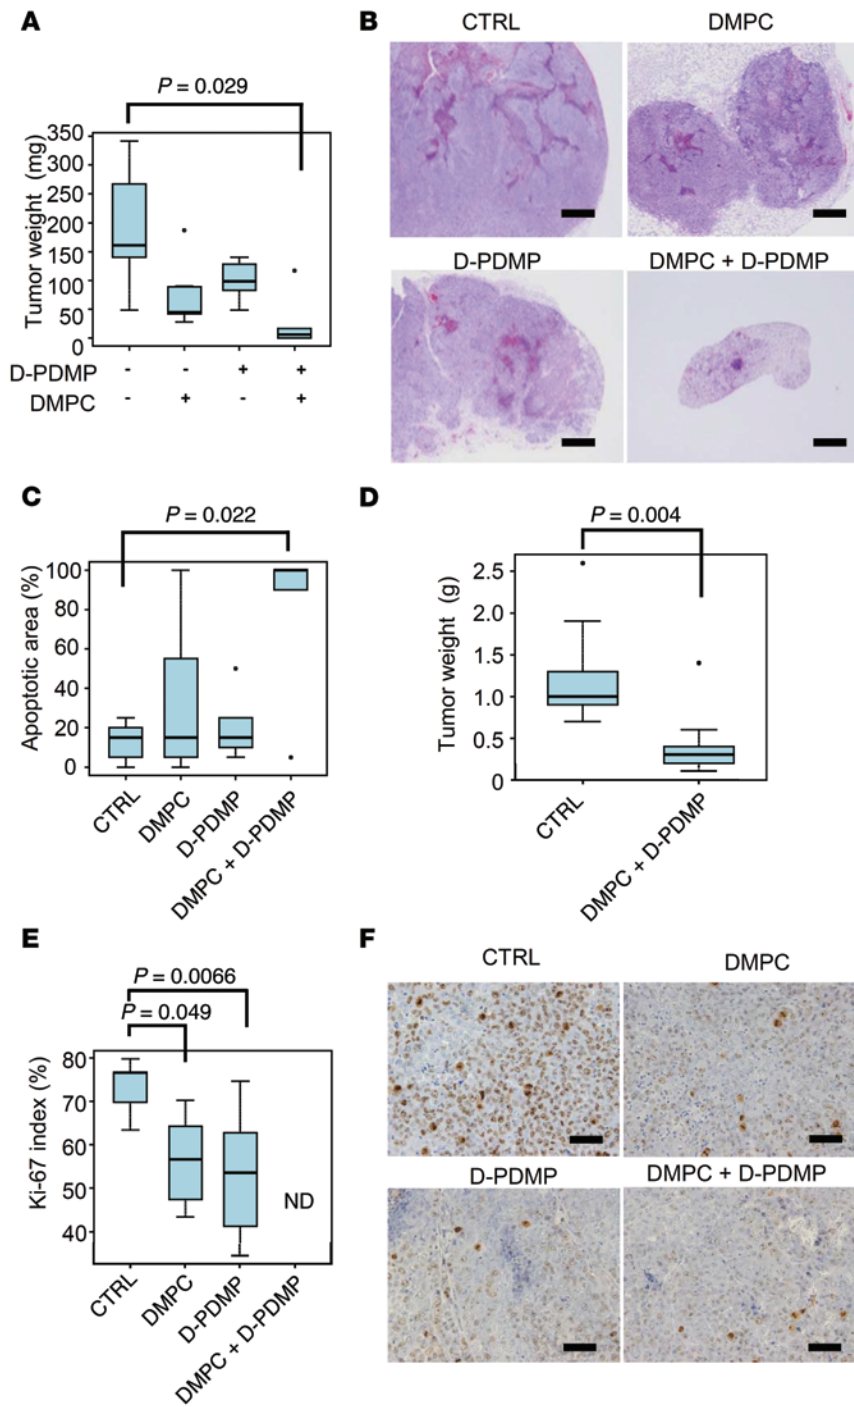 A
P = 0.029
Tumor weight (mg)
350
300
250
200
150
100
50
0
D-PDMP - - + +
DMPC - + - +
B
CTRL
DMPC
D-PDMP
DMPC + D-PDMP
C
P = 0.022
Apoptotic area (%)
100
80
60
40
20
0
CTRL
DMPC
D-PDMP
DMPC + D-PDMP
D
P = 0.004
Tumor weight (g)
2.5
2.0
1.5
1.0
0.5
0
CTRL
DMPC + D-PDMP
E
P = 0.0066
P = 0.049
Ki-67 index (%)
80
70
60
50
40
ND
CTRL
DMPC
D-PDMP
DMPC + D-PDMP
F
CTRL
DMPC
D-PDMP
DMPC + D-PDMP